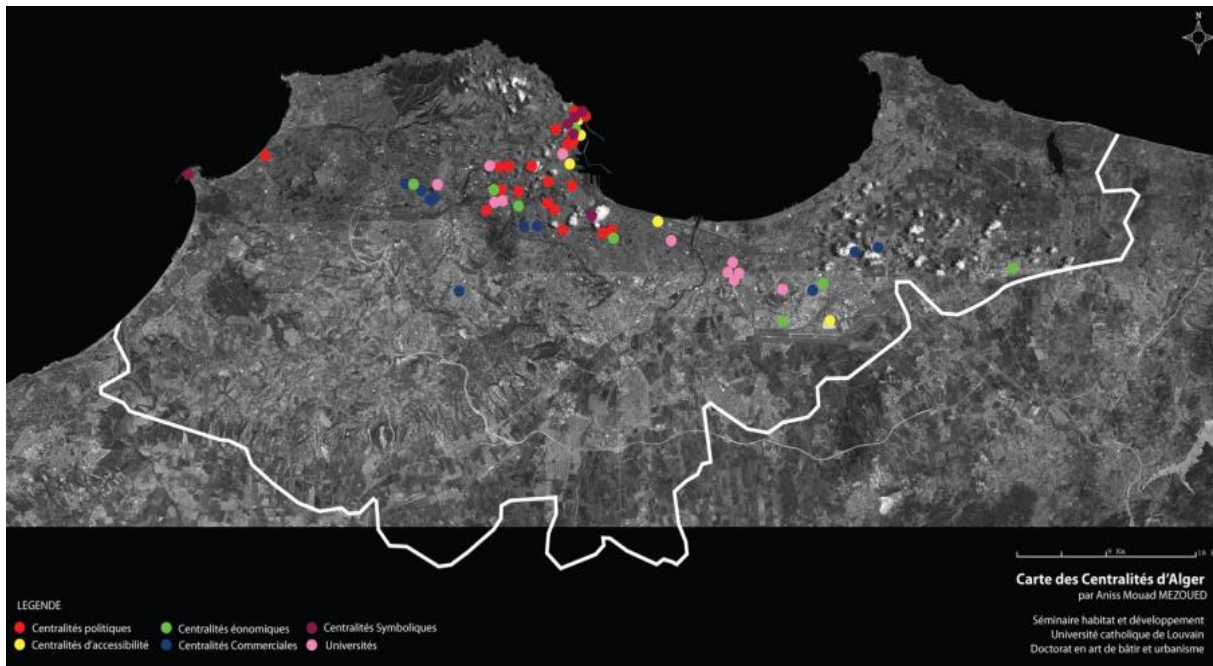 N
Carte des Centralités d'Alger
par Aniss Mouad MEZOUED
Séminaire habitat et développement
Université catholique de Louvain
Doctorat en art de bâtir et urbanisme
LEGENDE
Centralités politiques
Centralités éonomiques
Centralités Symboliques
Centralités d'accessibilité
Centralités Commerciales
Universités